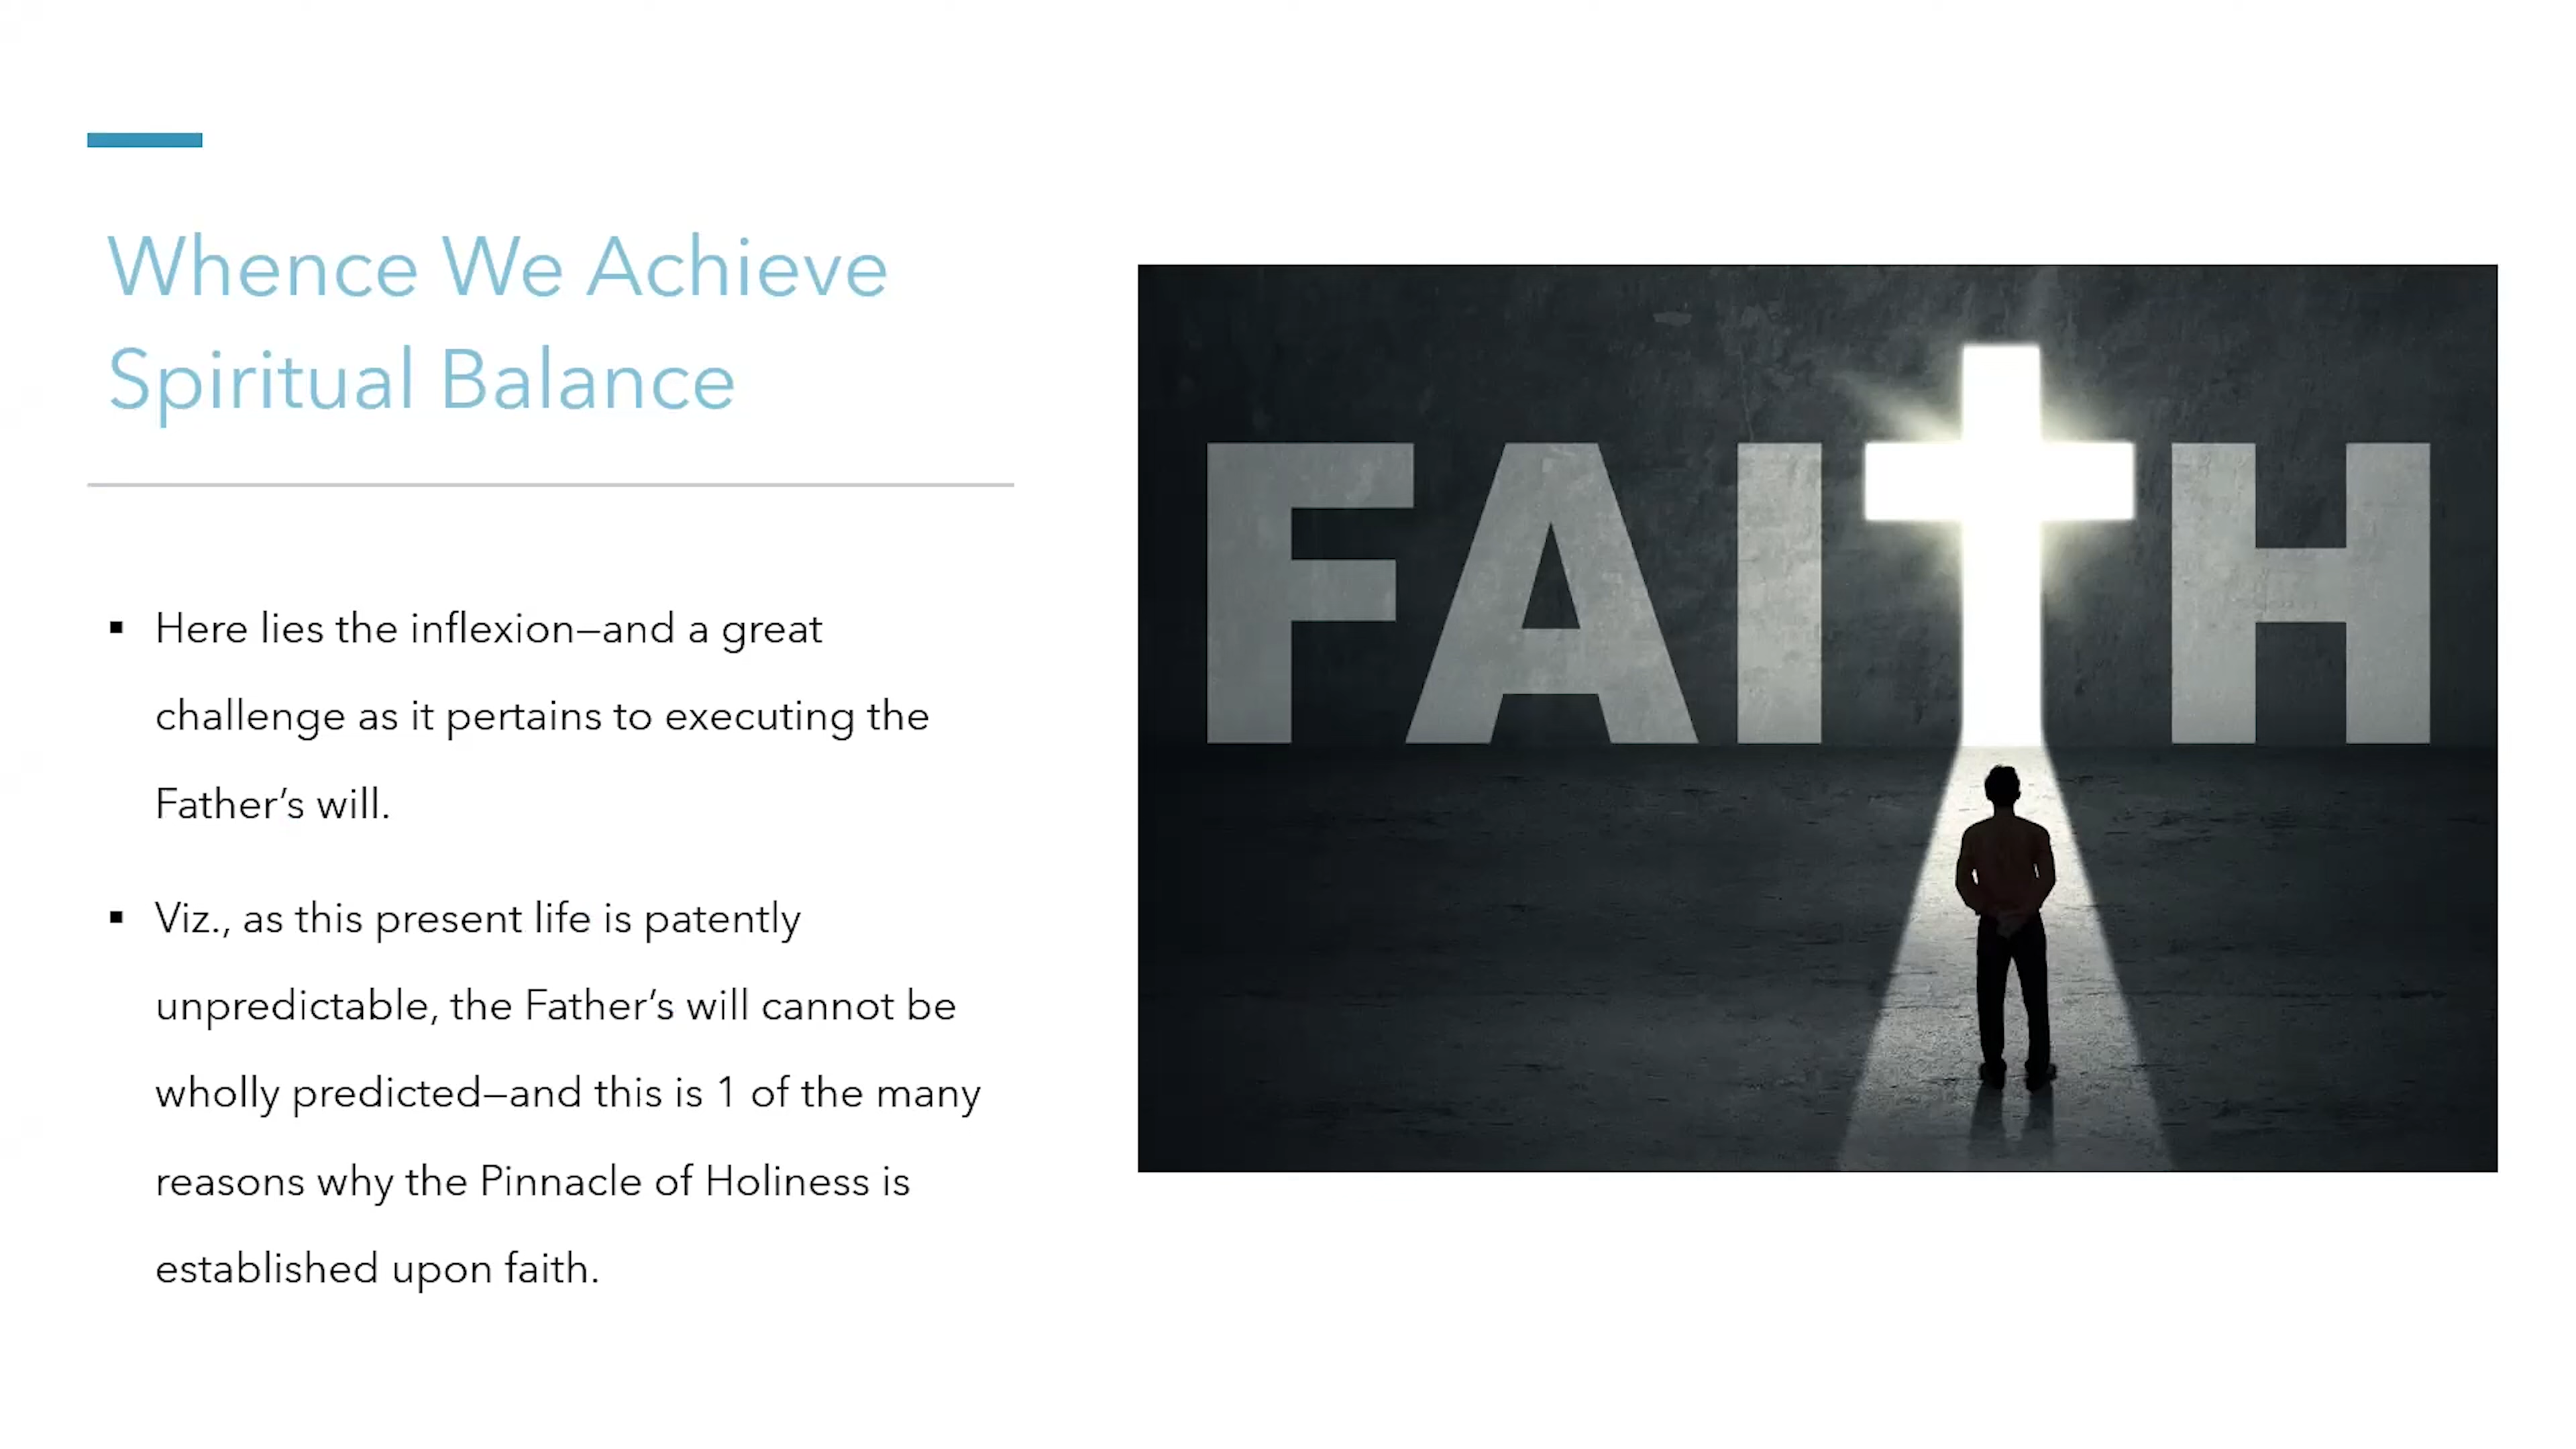 Whence We Achieve
Spiritual Balance
▪ Here lies the inflexion—and a great
challenge as it pertains to executing the
Father’s will.
▪ Viz., as this present life is patently
unpredictable, the Father’s will cannot be
wholly predicted—and this is 1 of the many
reasons why the Pinnacle of Holiness is
established upon faith.
FAITH